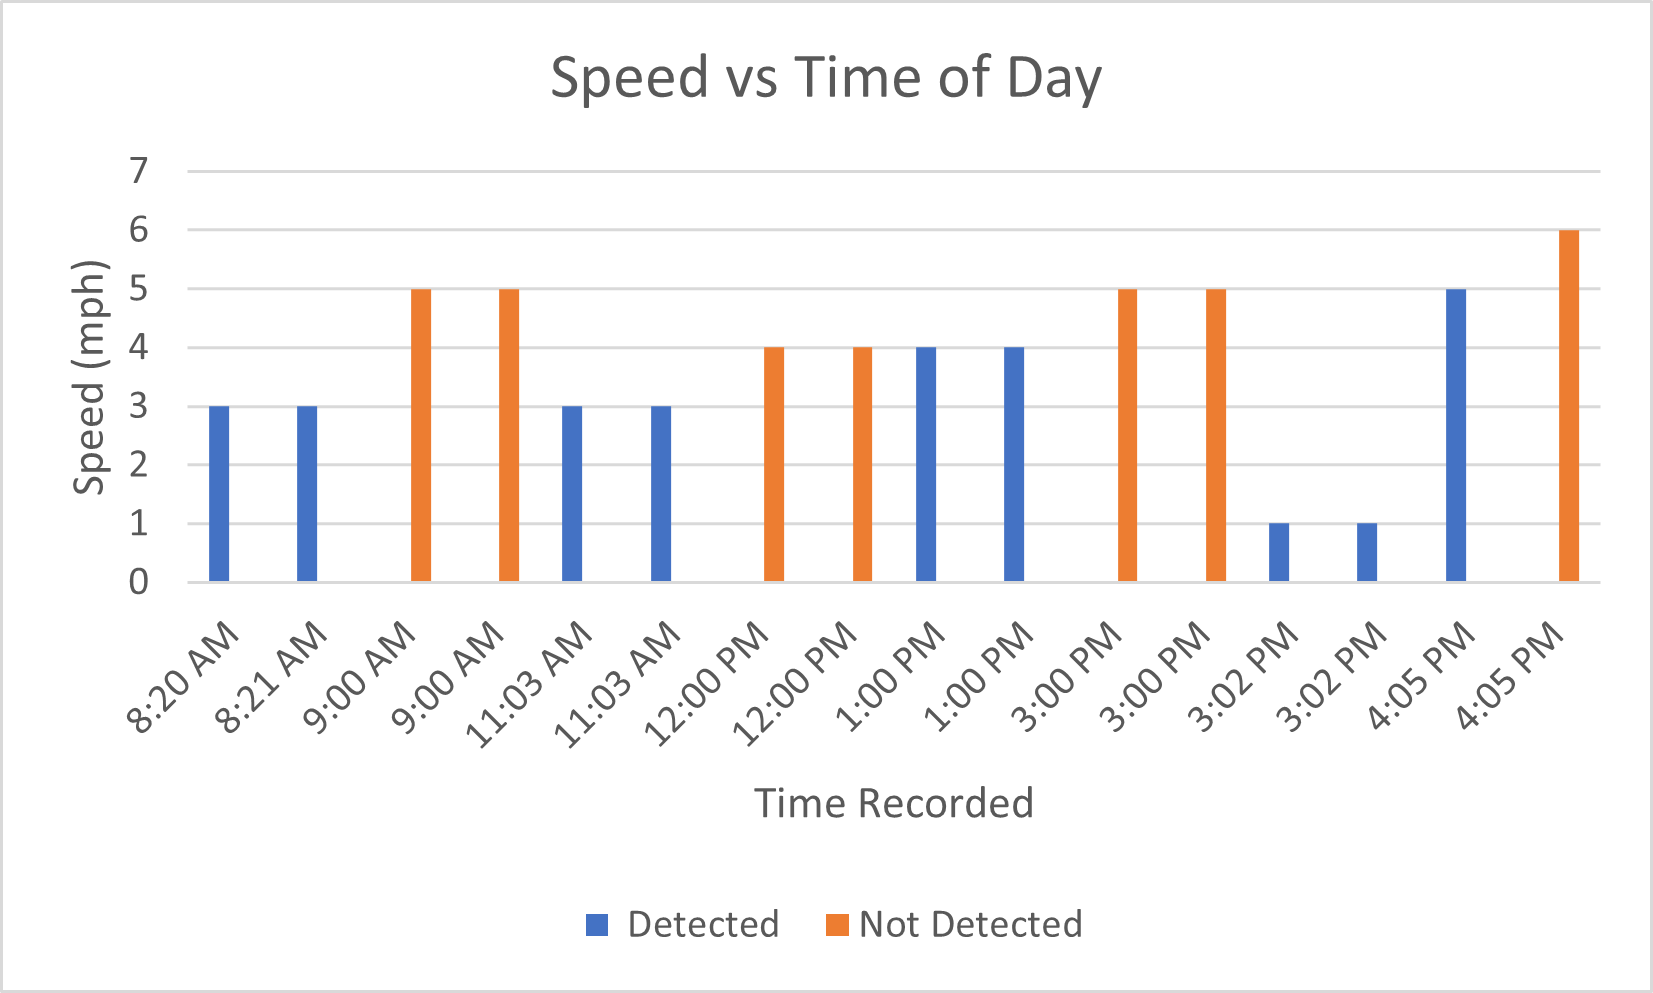 Speed vs Time of Day
7
6
5
4
3
2
1
0
Speed (mph)
8:20 AM
8:21 AM
9:00 AM
9:00 AM
11:03 AM
11:03 AM
12:00 PM
12:00 PM
1:00 PM
1:00 PM
3:00 PM
3:00 PM
3:02 PM
3:02 PM
4:05 PM
4:05 PM
Time Recorded
Detected
Not Detected